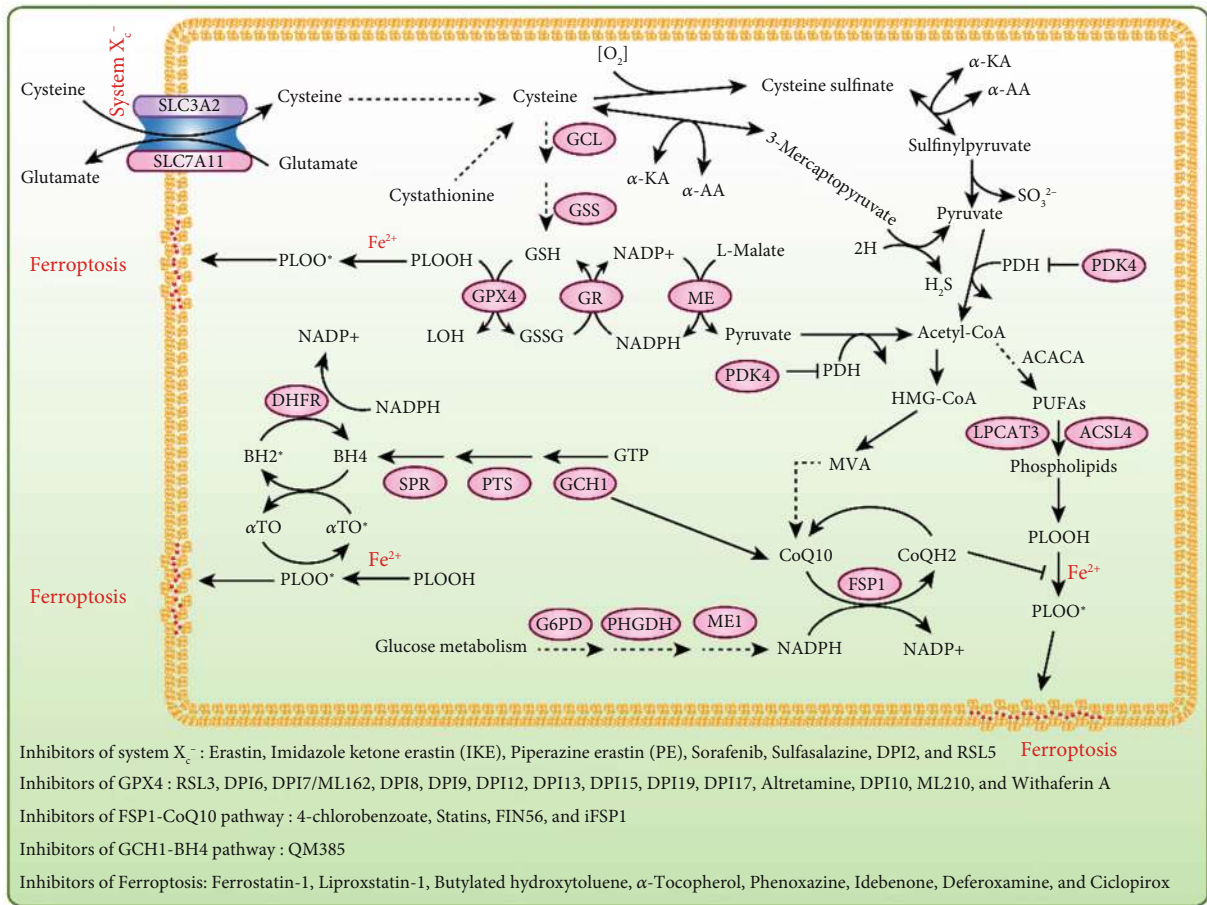 System Xc−
[O2]
α-KA
Cysteine
SLC3A2
Cysteine
Cysteine
Cysteine sulfinate
α-AA
GCL
Sulfinylpyruvate
SLC7A11
Glutamate
Glutamate
Cystathionine
α-KA
α-AA
3-Mercaptopyruvate
SO3^2−
GSS
Pyruvate
Ferroptosis
PLOO*
Fe2+
PLOOH
GSH
NADP+
L-Malate
2H
H2S
PDH
PDK4
GPX4
GR
ME
LOH
GSSG
NADPH
Pyruvate
Acetyl-CoA
ACACA
NADP+
PDK4
PDH
DHFR
NADPH
HMG-CoA
PUFAs
LPCAT3
ACSL4
BH2*
BH4
GTP
MVA
Phospholipids
SPR
PTS
GCH1
αTO
αTO*
PLOOH
CoQ10
CoQH2
Ferroptosis
PLOO*
Fe2+
PLOOH
FSP1
Fe2+
PLOO*
G6PD
PHGDH
ME1
Glucose metabolism
NADPH
NADP+
Inhibitors of system Xc− : Erastin, Imidazole ketone erastin (IKE), Piperazine erastin (PE), Sorafenib, Sulfasalazine, DPI2, and RSL5
Ferroptosis
Inhibitors of GPX4 : RSL3, DPI6, DPI7/ML162, DPI8, DPI9, DPI12, DPI13, DPI15, DPI19, DPI17, Altretamine, DPI10, ML210, and Withaferin A
Inhibitors of FSP1-CoQ10 pathway : 4-chlorobenzoate, Statins, FIN56, and iFSP1
Inhibitors of GCH1-BH4 pathway : QM385
Inhibitors of Ferroptosis: Ferrostatin-1, Liproxstatin-1, Butylated hydroxytoluene, α-Tocopherol, Phenoxazine, Idebenone, Deferoxamine, and Ciclopirox